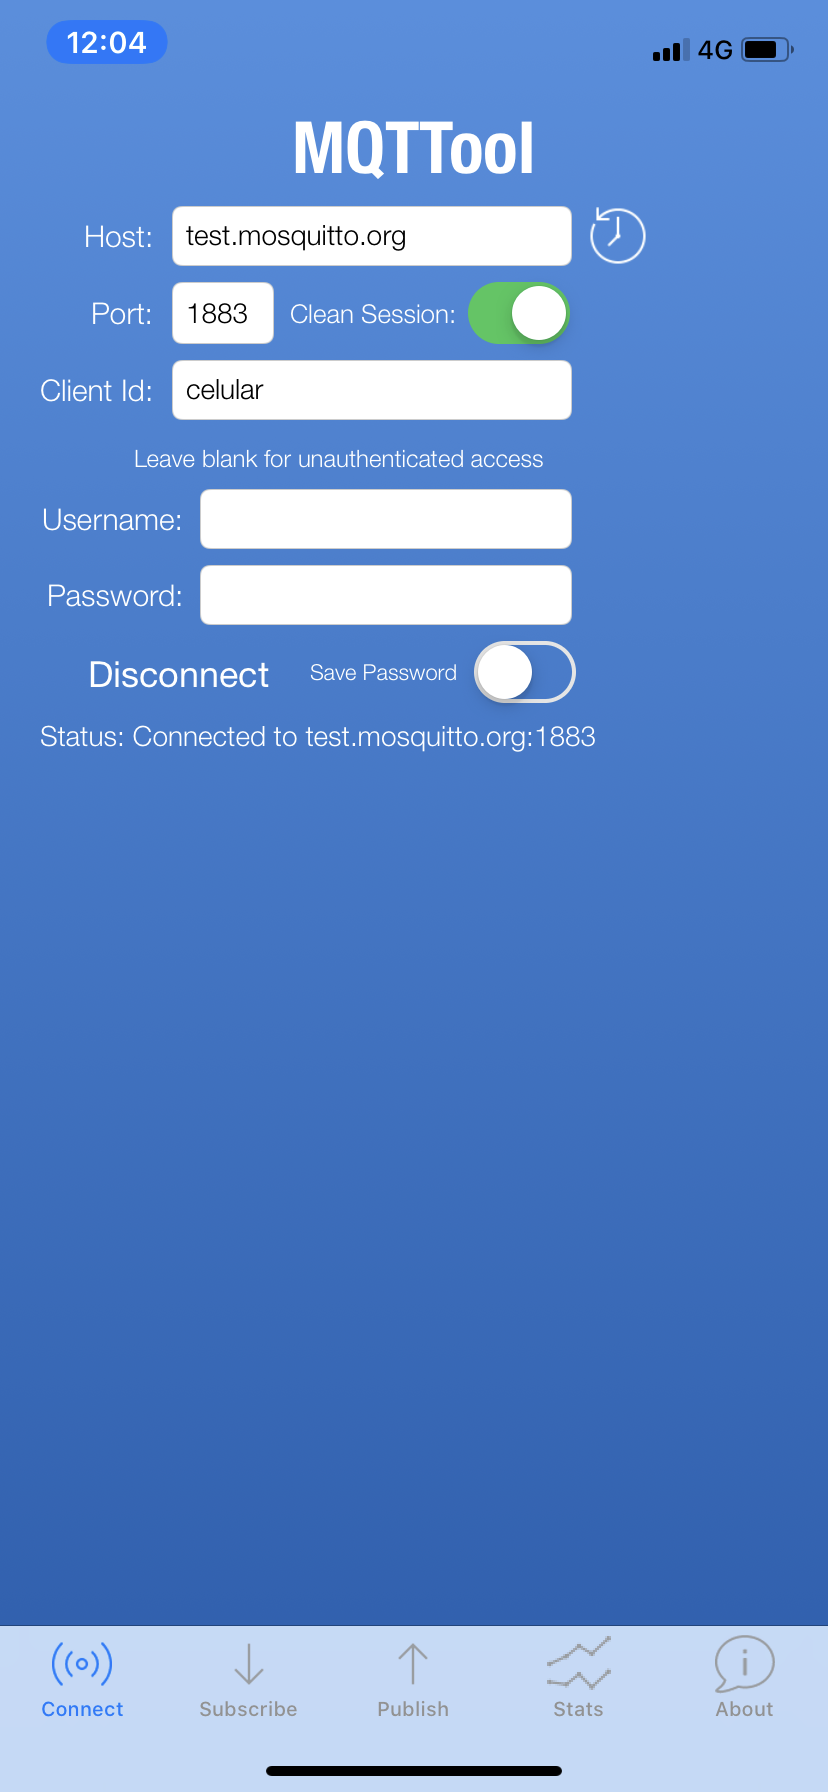 12:04
4G
MQTTool
Host: test.mosquitto.org
Port: 1883 Clean Session:
Client Id: celular
Leave blank for unauthenticated access
Username:
Password:
Disconnect Save Password
Status: Connected to test.mosquitto.org:1883
Connect Subscribe Publish Stats About